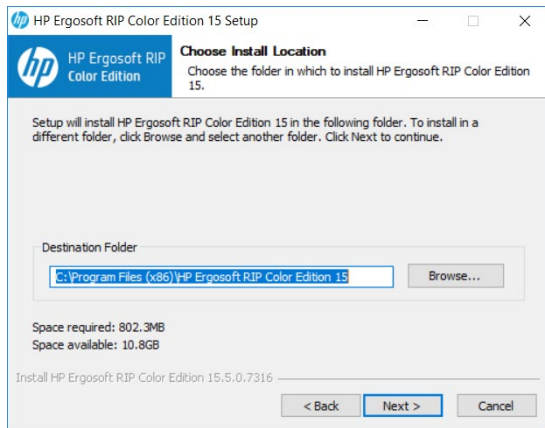 HP Ergosoft RIP Color Edition 15 Setup
hp
HP Ergosoft RIP
Color Edition
Choose Install Location
Choose the folder in which to install HP Ergosoft RIP Color Edition
15.
Setup will install HP Ergosoft RIP Color Edition 15 in the following folder. To install in a
different folder, click Browse and select another folder. Click Next to continue.
Destination Folder
C:\Program Files (x86)\HP Ergosoft RIP Color Edition 15
Browse...
Space required: 802.3MB
Space available: 10.8GB
Install HP Ergosoft RIP Color Edition 15.5.0.7316
< Back
Next >
Cancel